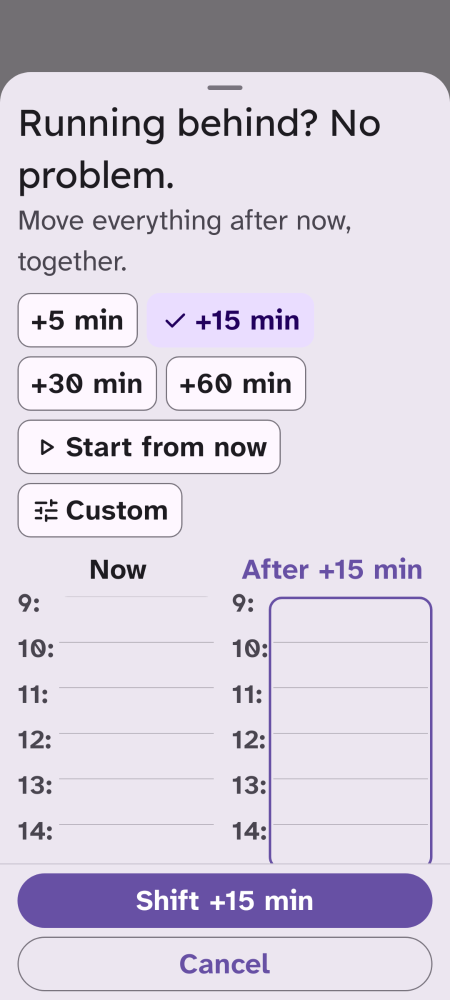 Running behind? No
problem.
Move everything after now,
together.
+5 min
+15 min
+30 min
+60 min
Start from now
Custom
Now
After +15 min
9:
9:
10:
10:
11:
11:
12:
12:
13:
13:
14:
14:
Shift +15 min
Cancel